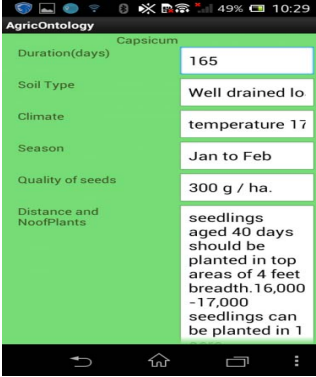 49% 10:29
AgricOntology
Capsicum
Duration(days)
165
Soil Type
Well drained lo
Climate
temperature 17
Season
Jan to Feb
Quality of seeds
300 g / ha.
Distance and
NoofPlants
seedlings
aged 40 days
should be
planted in top
areas of 4 feet
breadth.16,000
-17,000
seedlings can
be planted in 1